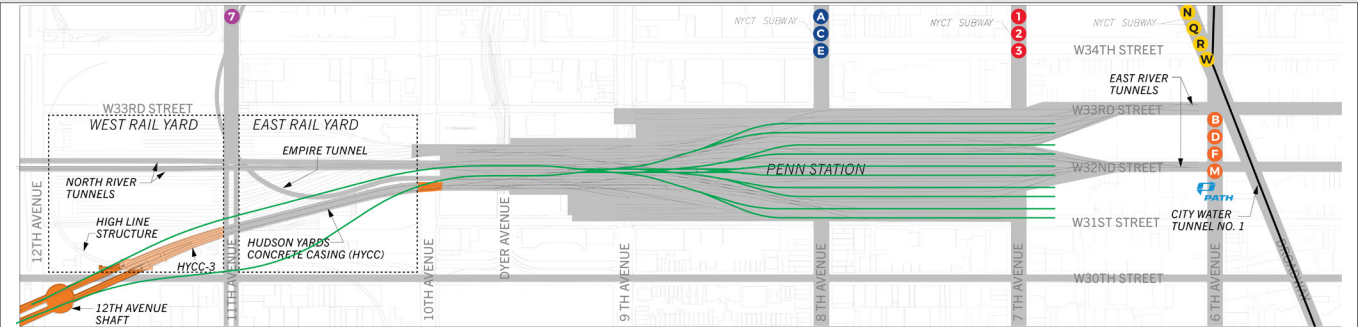 7
NYCT SUBWAY
A
C
E
NYCT SUBWAY
1
2
3
NYCT SUBWAY
N
Q
R
W
W34TH STREET
EAST RIVER
TUNNELS
W33RD STREET
W33RD STREET
WEST RAIL YARD
EAST RAIL YARD
EMPIRE TUNNEL
B
D
F
M
PENN STATION
W32ND STREET
NORTH RIVER
TUNNELS
PATH
HIGH LINE
STRUCTURE
CITY WATER
TUNNEL NO. 1
W31ST STREET
HUDSON YARDS
CONCRETE CASING (HYCC)
HYCC-3
W30TH STREET
12TH AVENUE
SHAFT
12TH AVENUE
11TH AVENUE
10TH AVENUE
DYER AVENUE
9 TH AVENUE
8 TH AVENUE
7 TH AVENUE
6 TH AVENUE
BROADWAY